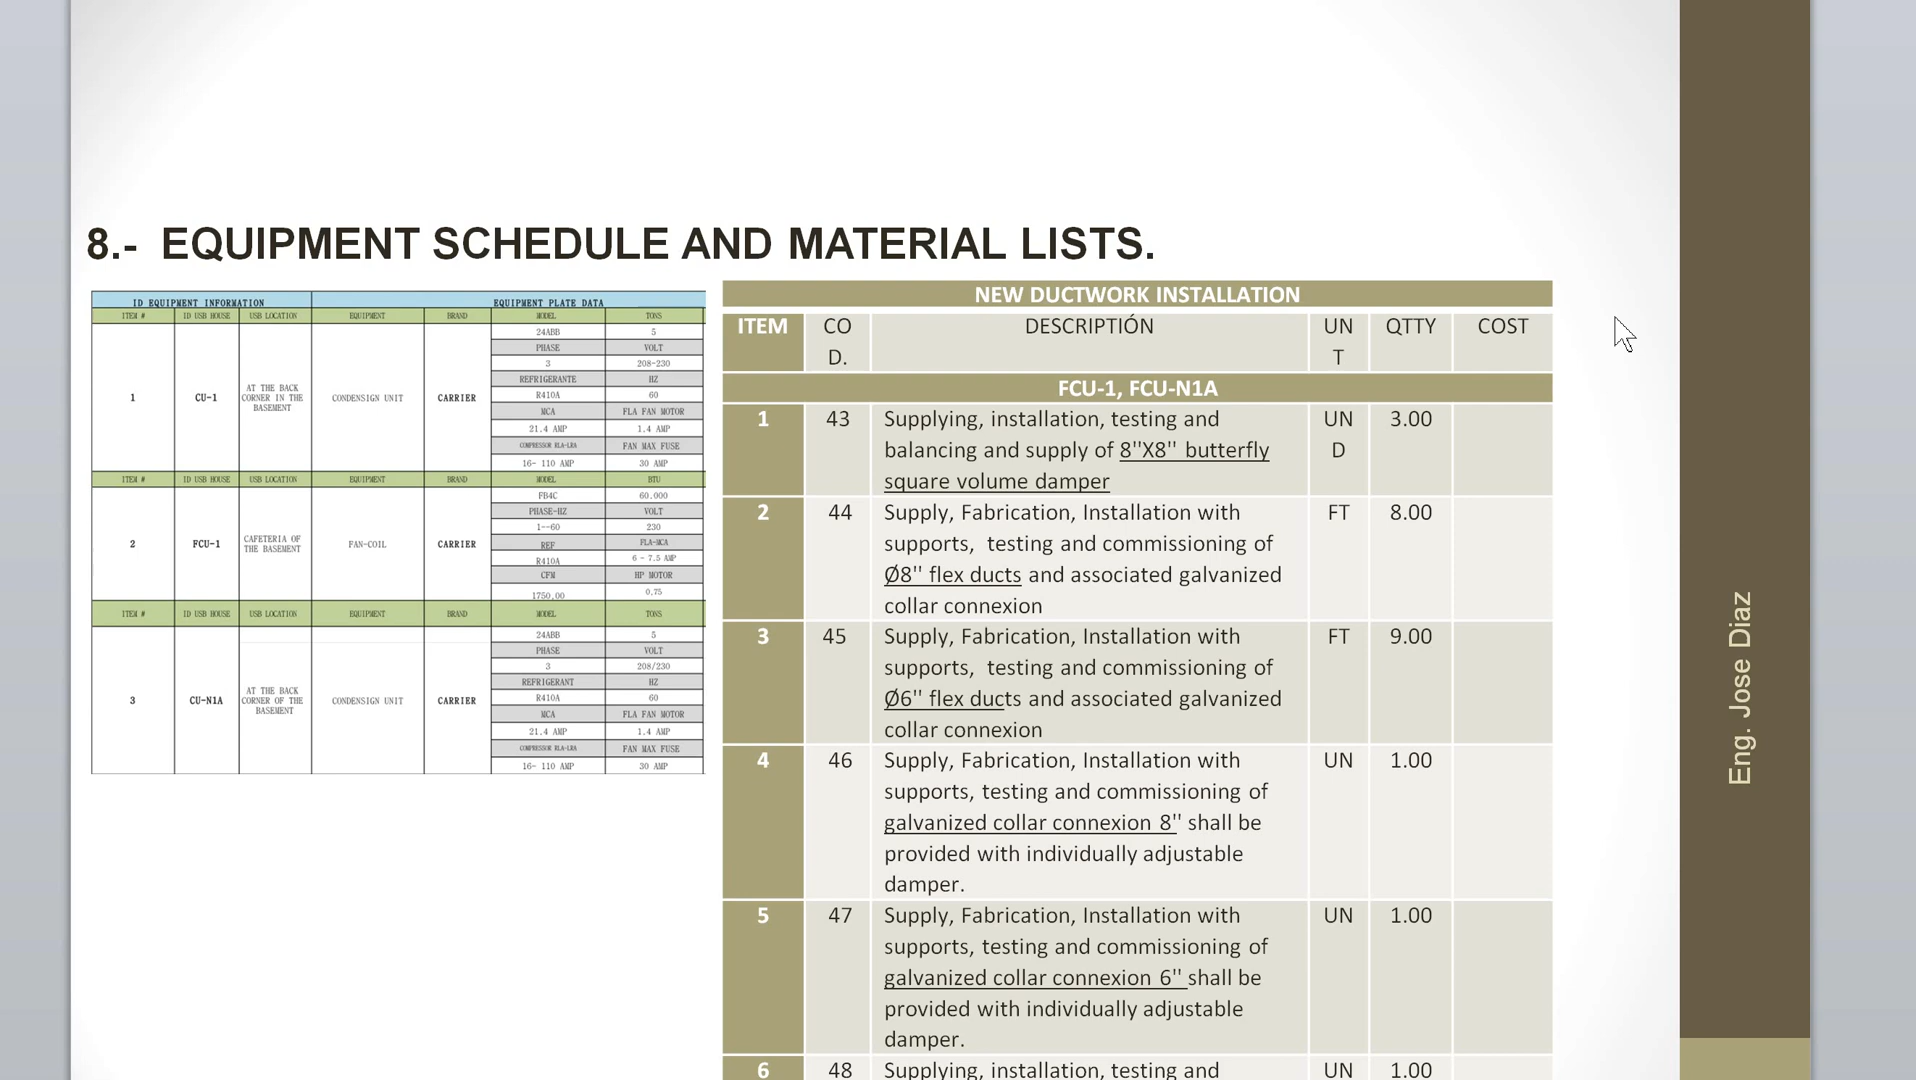 8.-  EQUIPMENT SCHEDULE AND MATERIAL LISTS.
ID EQUIPMENT INFORMATION EQUIPMENT PLATE DATA
ITEM # ID USB HOUSE USB LOCATION EQUIPMENT BRAND MODEL TONS
24ABB 5
PHASE VOLT
3 208-230
REFRIGERANTE HZ
1 CU-1 AT THE BACK CORNER IN THE BASEMENT CONDENSIGN UNIT CARRIER R410A 60
MCA FLA FAN MOTOR
21.4 AMP 1.4 AMP
COMPRESSOR RLA-LRA FAN MAX FUSE
16- 110 AMP 30 AMP
ITEM # ID USB HOUSE USB LOCATION EQUIPMENT BRAND MODEL BTU
FB4C 60.000
PHASE-HZ VOLT
1--60 230
2 FCU-1 CAFETERIA OF THE BASEMENT FAN-COIL CARRIER REF FLA-MCA
R410A 6 - 7.5 AMP
CFM HP MOTOR
1750,00 0,75
ITEM # ID USB HOUSE USB LOCATION EQUIPMENT BRAND MODEL TONS
24ABB 5
PHASE VOLT
3 208/230
REFRIGERANT HZ
3 CU-N1A AT THE BACK CORNER OF THE BASEMENT CONDENSIGN UNIT CARRIER R410A 60
MCA FLA FAN MOTOR
21.4 AMP 1.4 AMP
COMPRESSOR RLA-LRA FAN MAX FUSE
16- 110 AMP 30 AMP
NEW DUCTWORK INSTALLATION
ITEM CO DESCRIPTIÓN UN QTTY COST
D. T
FCU-1, FCU-N1A
1 43 Supplying, installation, testing and UN 3.00
balancing and supply of 8"X8" butterfly D
square volume damper
2 44 Supply, Fabrication, Installation with FT 8.00
supports,  testing and commissioning of
Ø8" flex ducts and associated galvanized
collar connexion
3 45 Supply, Fabrication, Installation with FT 9.00
supports,  testing and commissioning of
Ø6" flex ducts and associated galvanized
collar connexion
4 46 Supply, Fabrication, Installation with UN 1.00
supports, testing and commissioning of
galvanized collar connexion 8" shall be
provided with individually adjustable
damper.
5 47 Supply, Fabrication, Installation with UN 1.00
supports, testing and commissioning of
galvanized collar connexion 6" shall be
provided with individually adjustable
damper.
6 48 Supplying, installation, testing and UN 1.00
Eng. Jose Diaz